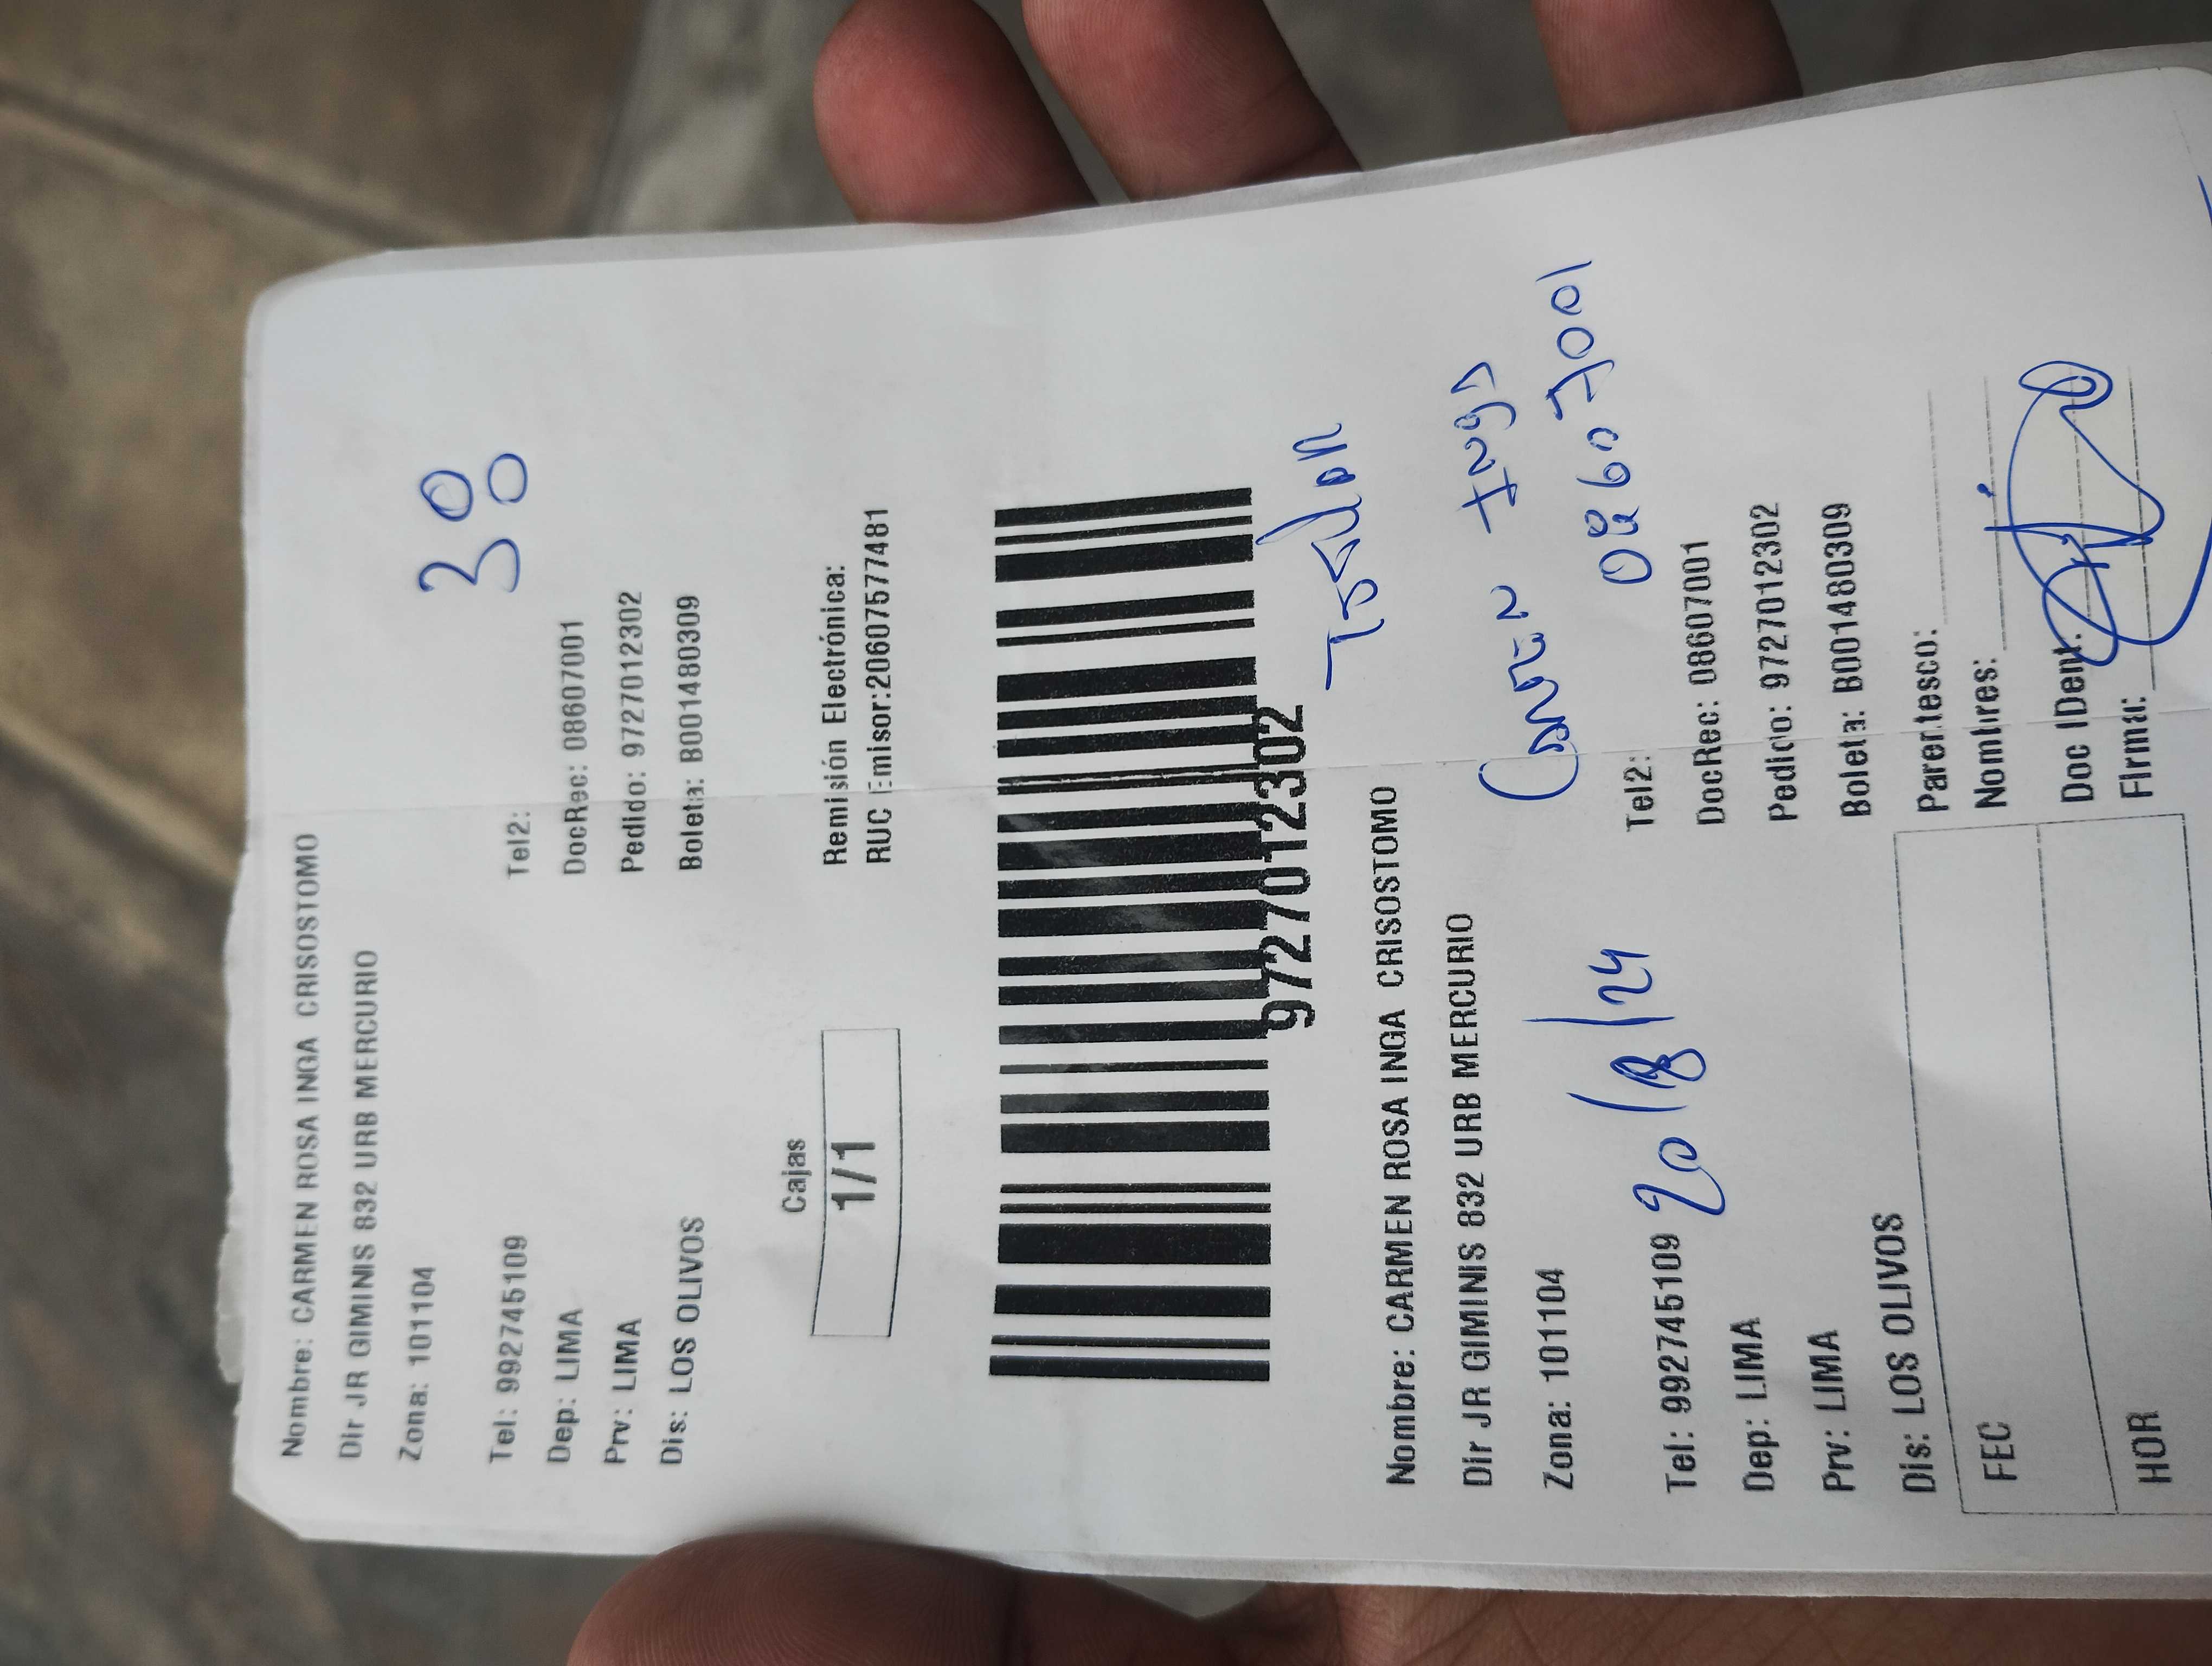 Nombre: CARMEN ROSA INGA CRISOSTOMO
Dir JR GIMINIS 832 URB MERCURIO
Zona: 101104
38
Tel: 992745109 Tel2:
Dep: LIMA DocRec: 08607001
Prv: LIMA Pedido: 9727012302
Dis: LOS OLIVOS Boleta: B001480309
Cajas
1/1
Remisión Electrónica:
RUC Emisor:20607577481
9727012302
Nombre: CARMEN ROSA INGA CRISOSTOMO
Dir JR GIMINIS 832 URB MERCURIO
Carmen Inga
Zona: 101104
08607001
20/8/24
Tel: 992745109 Tel2:
Dep: LIMA DocRec: 08607001
Prv: LIMA Pedido: 9727012302
Dis: LOS OLIVOS Boleta: B001480309
FEC
HOR
Parentesco:
Nombres:
Doc IDent.:
Firma: